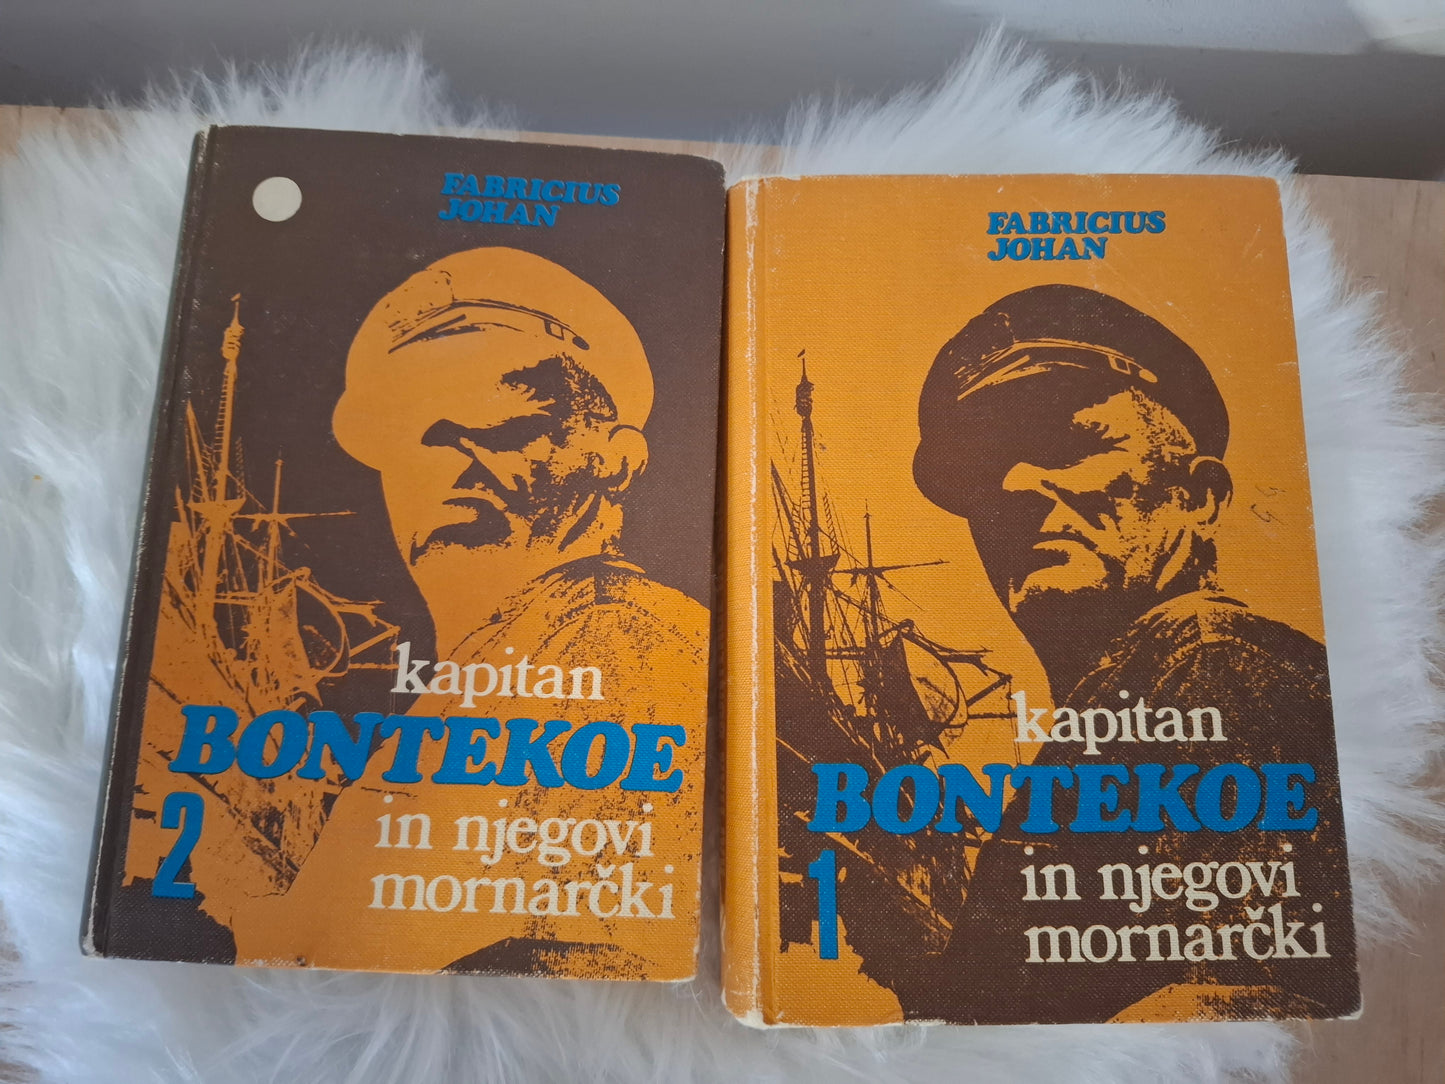 FABRICIUS
JOHAN
kapitan
BONTEKOE
2
in njegovi
mornarčki
FABRICIUS
JOHAN
kapitan
BONTEKOE
1
in njegovi
mornarčki